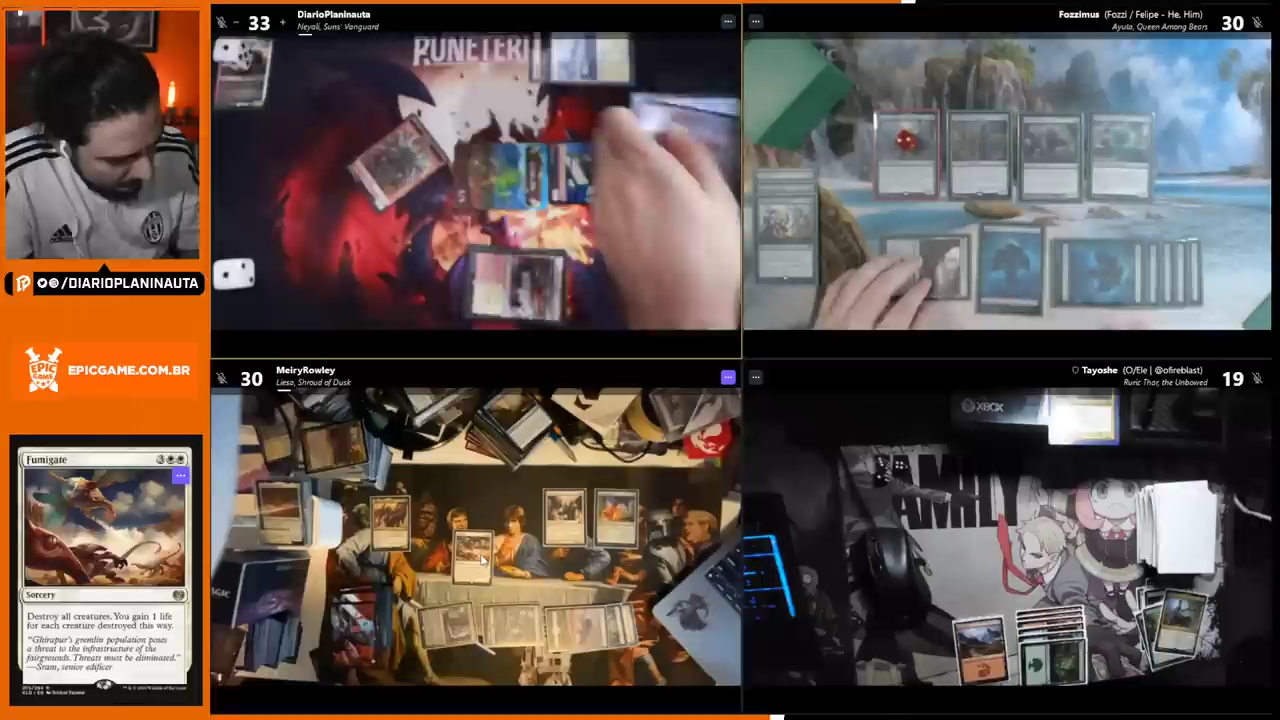 33
DiarioPlaninauta
Neyali, Suns' Vanguard
RUNETERR
Fozzimus (Fozzi / Felipe - He, Him)
Ayula, Queen Among Bears
30
@/DIARIOPLANINAUTA
EPIC GAME
EPICGAME.COM.BR
30
MeiryRowley
Liesa, Shroud of Dusk
Tayoshe (O/Ele | @ofireblast)
Ruric Thar, the Unbowed
19
XBOX
Fumigate 3
Sorcery
Destroy all creatures. You gain 1 life
for each creature destroyed this way.
"Ghirapur's gremlin population poses
a threat to the infrastructure of the
fairgrounds. Threats must be eliminated."
—Sram, senior edificer